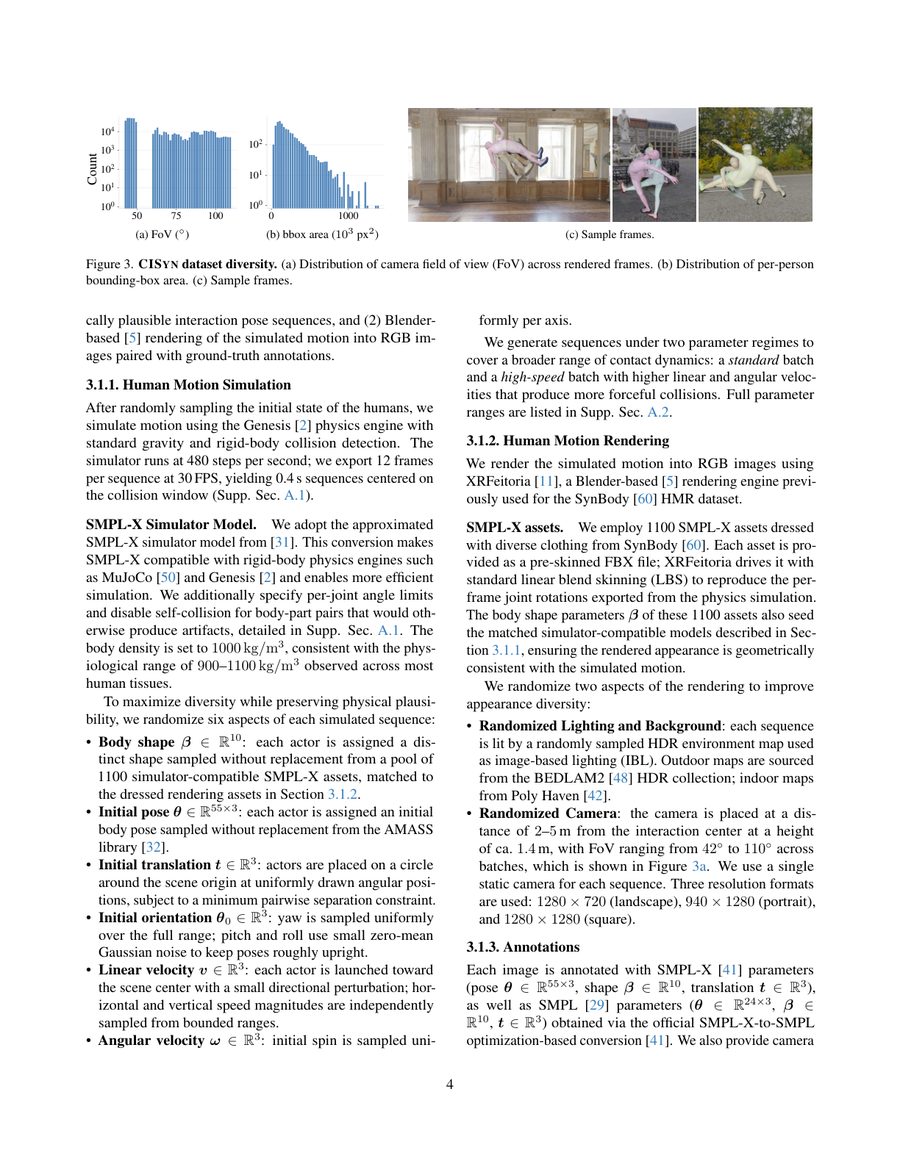 Count
10⁴
10³
10²
10¹
10⁰
50 75 100
(a) FoV (°)
10²
10¹
10⁰
0 1000
(b) bbox area (10³ px²)
(c) Sample frames.
Figure 3. CISYN dataset diversity. (a) Distribution of camera field of view (FoV) across rendered frames. (b) Distribution of per-person
bounding-box area. (c) Sample frames.
cally plausible interaction pose sequences, and (2) Blender-
based [5] rendering of the simulated motion into RGB im-
ages paired with ground-truth annotations.
3.1.1. Human Motion Simulation
After randomly sampling the initial state of the humans, we
simulate motion using the Genesis [2] physics engine with
standard gravity and rigid-body collision detection. The
simulator runs at 480 steps per second; we export 12 frames
per sequence at 30 FPS, yielding 0.4 s sequences centered on
the collision window (Supp. Sec. A.1).
SMPL-X Simulator Model. We adopt the approximated
SMPL-X simulator model from [31]. This conversion makes
SMPL-X compatible with rigid-body physics engines such
as MuJoCo [50] and Genesis [2] and enables more efficient
simulation. We additionally specify per-joint angle limits
and disable self-collision for body-part pairs that would oth-
erwise produce artifacts, detailed in Supp. Sec. A.1. The
body density is set to 1000 kg/m³, consistent with the phys-
iological range of 900–1100 kg/m³ observed across most
human tissues.
To maximize diversity while preserving physical plausi-
bility, we randomize six aspects of each simulated sequence:
• Body shape β ∈ ℝ¹⁰: each actor is assigned a dis-
tinct shape sampled without replacement from a pool of
1100 simulator-compatible SMPL-X assets, matched to
the dressed rendering assets in Section 3.1.2.
• Initial pose θ ∈ ℝ⁵⁵ˣ³: each actor is assigned an initial
body pose sampled without replacement from the AMASS
library [32].
• Initial translation t ∈ ℝ³: actors are placed on a circle
around the scene origin at uniformly drawn angular posi-
tions, subject to a minimum pairwise separation constraint.
• Initial orientation θ₀ ∈ ℝ³: yaw is sampled uniformly
over the full range; pitch and roll use small zero-mean
Gaussian noise to keep poses roughly upright.
• Linear velocity v ∈ ℝ³: each actor is launched toward
the scene center with a small directional perturbation; hor-
izontal and vertical speed magnitudes are independently
sampled from bounded ranges.
• Angular velocity ω ∈ ℝ³: initial spin is sampled uni-
formly per axis.
We generate sequences under two parameter regimes to
cover a broader range of contact dynamics: a standard batch
and a high-speed batch with higher linear and angular veloc-
ities that produce more forceful collisions. Full parameter
ranges are listed in Supp. Sec. A.2.
3.1.2. Human Motion Rendering
We render the simulated motion into RGB images using
XRFeitoria [11], a Blender-based [5] rendering engine previ-
ously used for the SynBody [60] HMR dataset.
SMPL-X assets. We employ 1100 SMPL-X assets dressed
with diverse clothing from SynBody [60]. Each asset is pro-
vided as a pre-skinned FBX file; XRFeitoria drives it with
standard linear blend skinning (LBS) to reproduce the per-
frame joint rotations exported from the physics simulation.
The body shape parameters β of these 1100 assets also seed
the matched simulator-compatible models described in Sec-
tion 3.1.1, ensuring the rendered appearance is geometrically
consistent with the simulated motion.
We randomize two aspects of the rendering to improve
appearance diversity:
• Randomized Lighting and Background: each sequence
is lit by a randomly sampled HDR environment map used
as image-based lighting (IBL). Outdoor maps are sourced
from the BEDLAM2 [48] HDR collection; indoor maps
from Poly Haven [42].
• Randomized Camera: the camera is placed at a dis-
tance of 2–5 m from the interaction center at a height
of ca. 1.4 m, with FoV ranging from 42° to 110° across
batches, which is shown in Figure 3a. We use a single
static camera for each sequence. Three resolution formats
are used: 1280 × 720 (landscape), 940 × 1280 (portrait),
and 1280 × 1280 (square).
3.1.3. Annotations
Each image is annotated with SMPL-X [41] parameters
(pose θ ∈ ℝ⁵⁵ˣ³, shape β ∈ ℝ¹⁰, translation t ∈ ℝ³),
as well as SMPL [29] parameters (θ ∈ ℝ²⁴ˣ³, β ∈
ℝ¹⁰, t ∈ ℝ³) obtained via the official SMPL-X-to-SMPL
optimization-based conversion [41]. We also provide camera
4